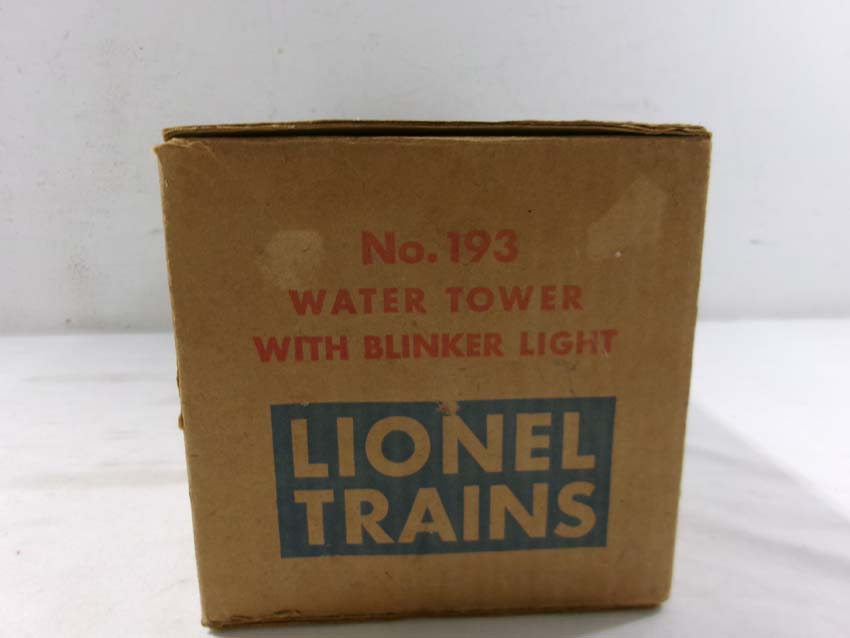 No. 193
WATER TOWER
WITH BLINKER LIGHT
LIONEL
TRAINS